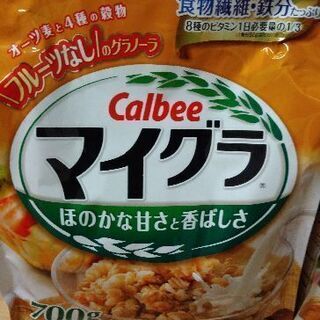 オーツ麦と4種の穀物
フルーツなし!のグラノーラ
食物繊維・鉄分たっぷり
8種のビタミン1日必要量の1/3
Calbee
マイグラ
ほのかな甘さと香ばしさ
700g